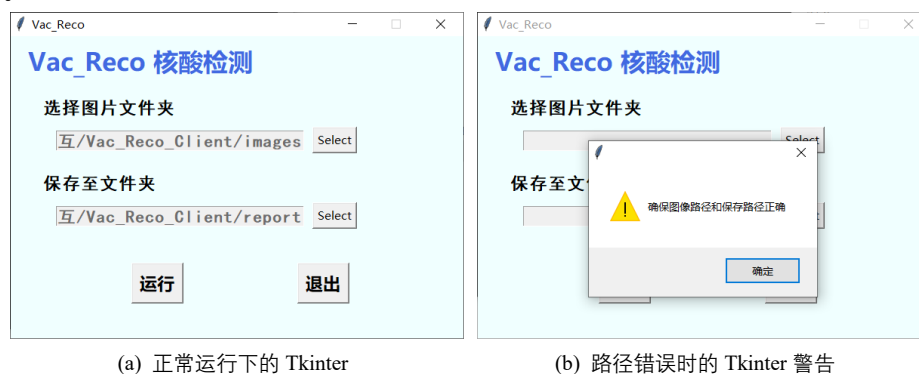 Vac_Reco
Vac_Reco 核酸检测
选择图片文件夹
互/Vac_Reco_Client/images Select
保存至文件夹
互/Vac_Reco_Client/report Select
运行 退出
(a) 正常运行下的 Tkinter
Vac_Reco
Vac_Reco 核酸检测
选择图片文件夹
Select
保存至文
确保图像路径和保存路径正确
确定
(b) 路径错误时的 Tkinter 警告